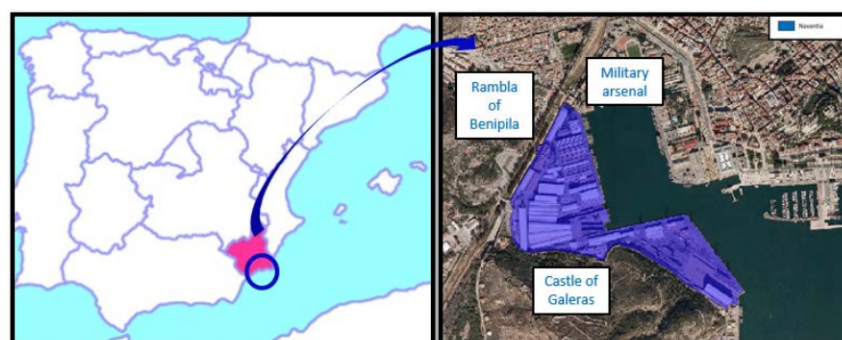 Navantia
Military
arsenal
Rambla
of
Benipila
Castle of
Galeras